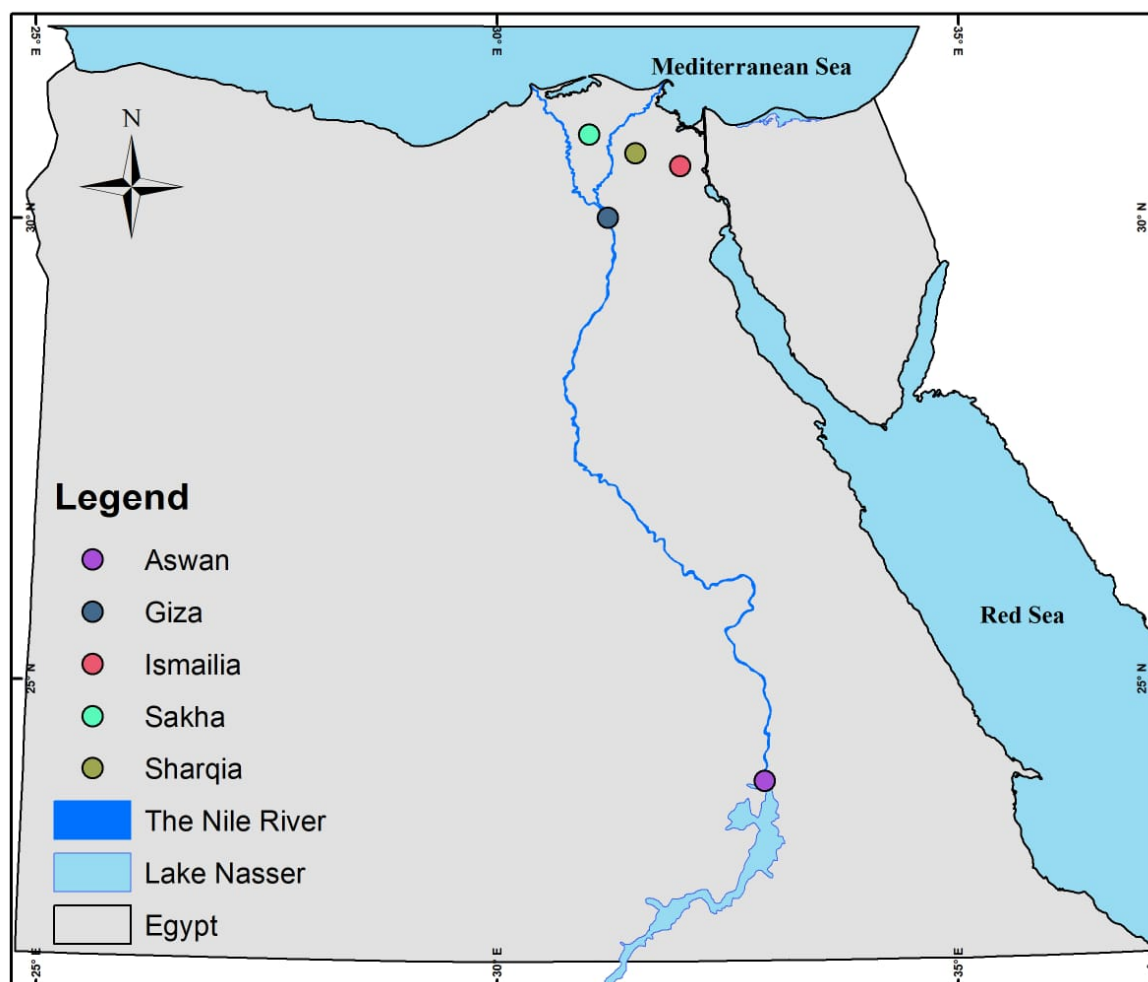 25° E
30° E
35° E
Mediterranean Sea
N
30° N
30° N
Legend
Aswan
Giza
Ismailia
Sakha
Sharqia
The Nile River
Lake Nasser
Egypt
Red Sea
25° N
25° N
25° E
30° E
35° E